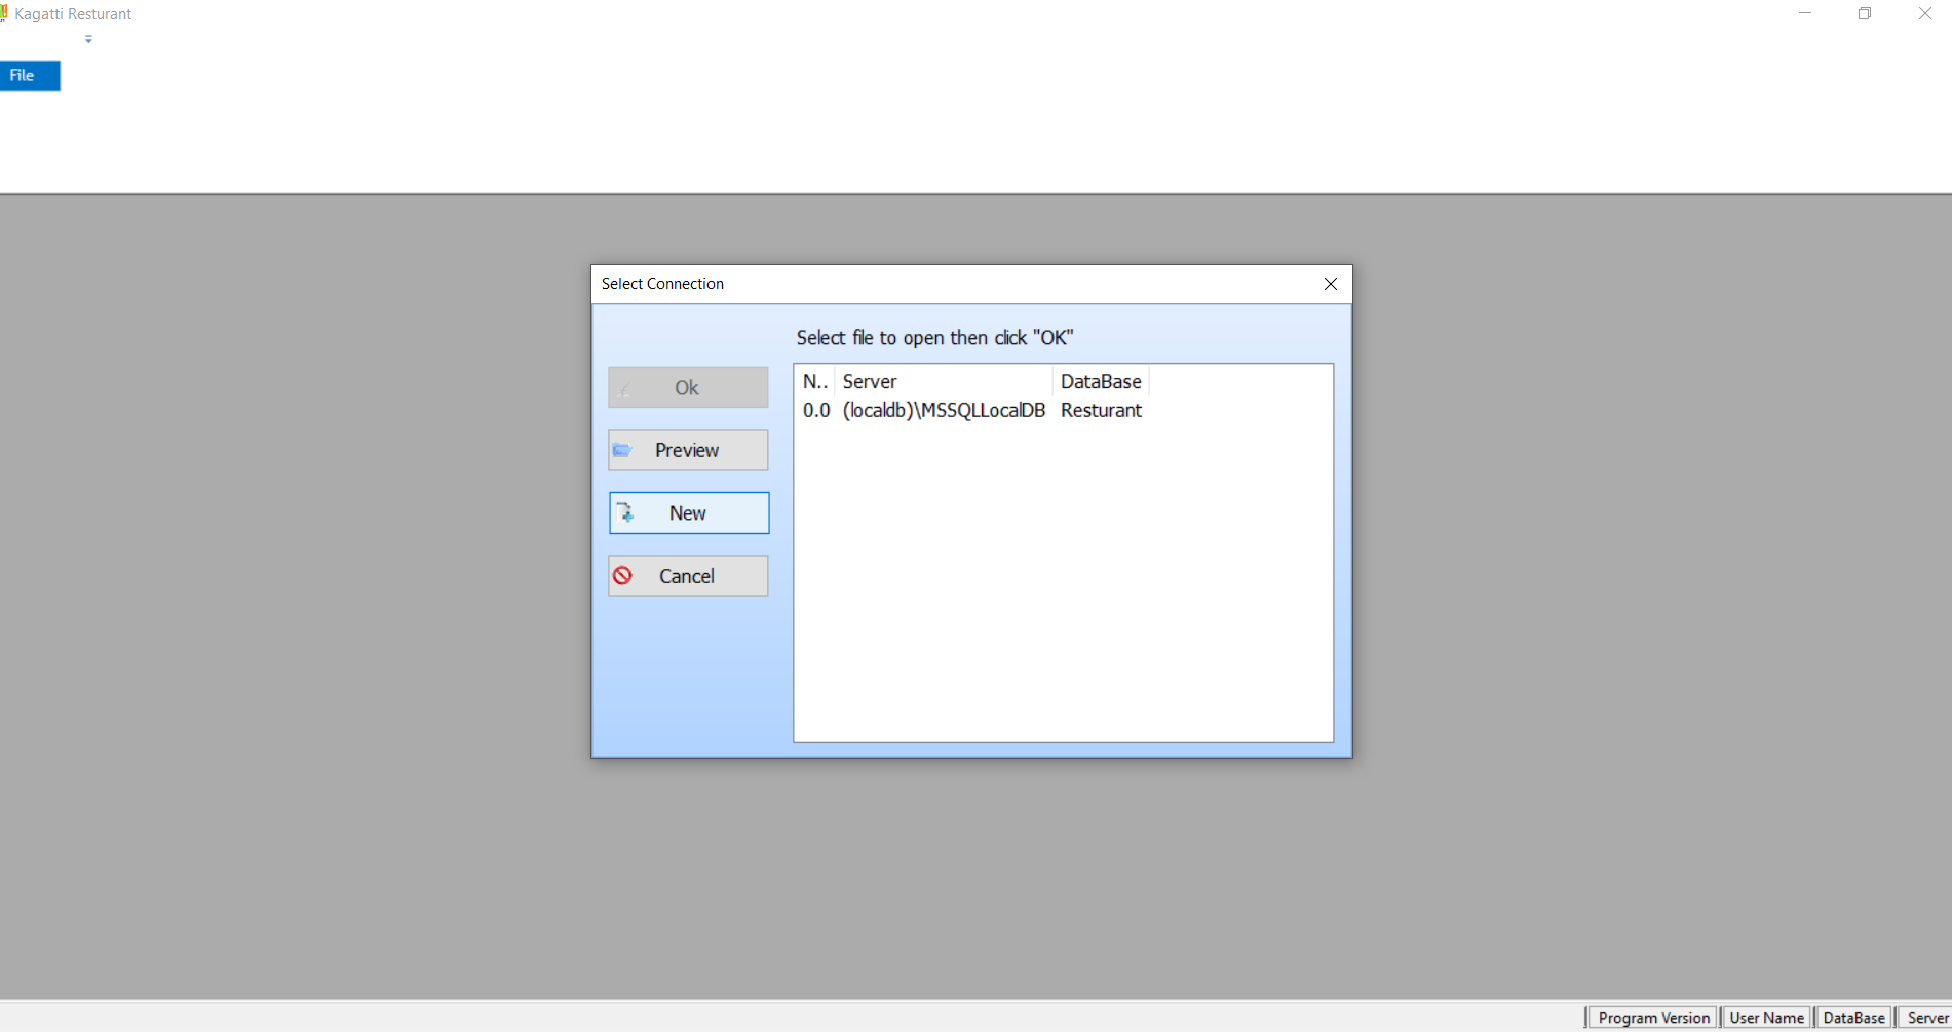 Kagatti Resturant
File
Select Connection
Select file to open then click "OK"
Ok
Preview
New
Cancel
N.. Server DataBase
0.0 (localdb)\MSSQLLocalDB Resturant
Program Version User Name DataBase Server